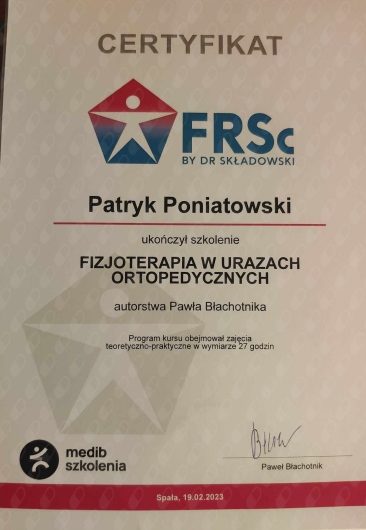 CERTYFIKAT
FRSc
BY DR SKŁADOWSKI
Patryk Poniatowski
ukończył szkolenie
FIZJOTERAPIA W URAZACH
ORTOPEDYCZNYCH
autorstwa Pawła Błachotnika
Program kursu obejmował zajęcia
teoretyczno-praktyczne w wymiarze 27 godzin
medib
szkolenia
Paweł Błachotnik
Spała, 19.02.2023